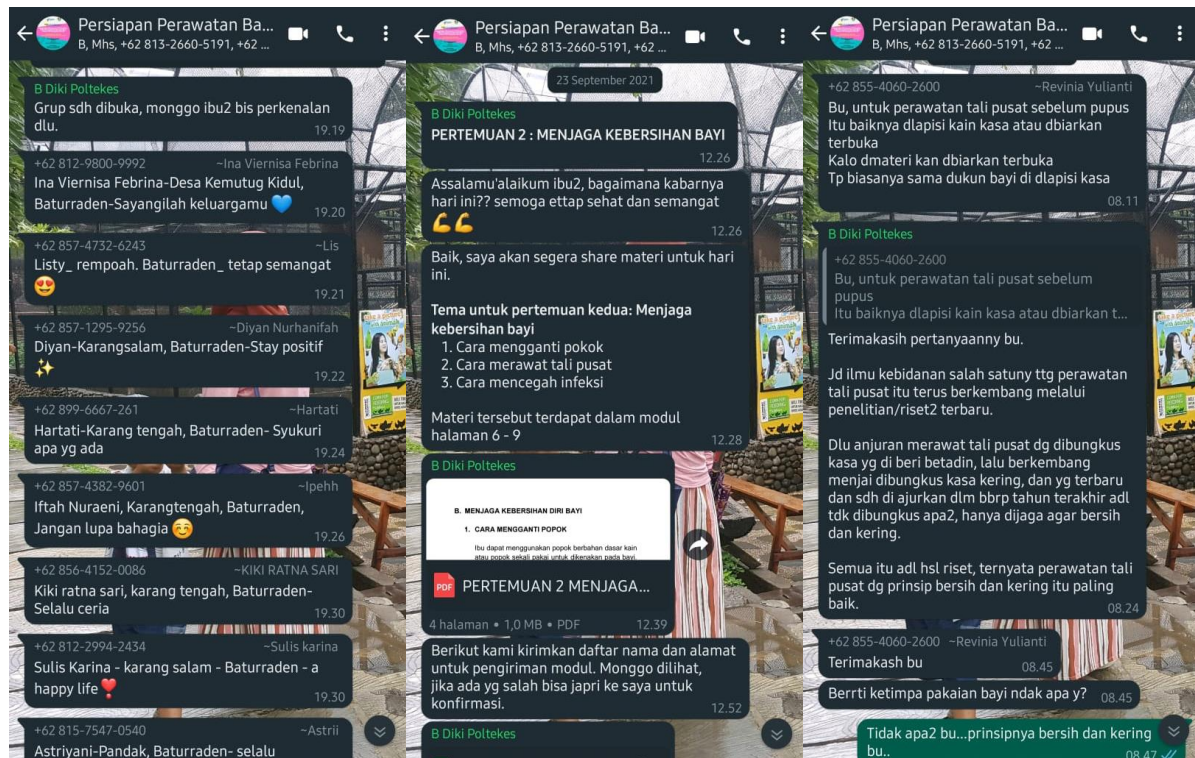 Persiapan Perawatan Ba...
B, Mhs, +62 813-2660-5191, +62 ...
B Diki Poltekes
Grup sdh dibuka, monggo ibu2 bis perkenalan
dlu.
19.19
+62 812-9800-9992 ~Ina Viernisa Febrina
Ina Viernisa Febrina-Desa Kemutug Kidul,
Baturraden-Sayangilah keluargamu 💙
19.20
+62 857-4732-6243 ~Lis
Listy_ rempoah. Baturraden_ tetap semangat
😍
19.21
+62 857-1295-9256 ~Diyan Nurhanifah
Diyan-Karangsalam, Baturraden-Stay positif
✨
19.22
~Hartati
Hartati-Karang tengah, Baturraden- Syukuri
apa yg ada
19.24
+62 857-4382-9601 ~Ipehh
Iftah Nuraeni, Karangtengah, Baturraden,
Jangan lupa bahagia ☺️
19.26
+62 856-4152-0086 ~KIKI RATNA SARI
Kiki ratna sari, karang tengah, Baturraden-
Selalu ceria
19.30
+62 812-2994-2434 ~Sulis karina
Sulis Karina - karang salam - Baturraden - a
happy life❣️
19.30
+62 815-7547-0540 ~Astrii
Astriyani-Pandak, Baturraden- selalu
Persiapan Perawatan Ba...
B, Mhs, +62 813-2660-5191, +62 ...
23 September 2021
B Diki Poltekes
PERTEMUAN 2 : MENJAGA KEBERSIHAN BAYI
12.26
Assalamu'alaikum ibu2, bagaimana kabarnya
hari ini?? semoga ettap sehat dan semangat
💪💪
12.26
Baik, saya akan segera share materi untuk hari
ini.
Tema untuk pertemuan kedua: Menjaga
kebersihan bayi
1. Cara mengganti pokok
2. Cara merawat tali pusat
3. Cara mencegah infeksi
Materi tersebut terdapat dalam modul
halaman 6 - 9
12.28
B Diki Poltekes
B. MENJAGA KEBERSIHAN DIRI BAYI
1. CARA MENGGANTI POPOK
Ibu dapat menggunakan popok berbahan dasar kain
atau popok sekali pakai untuk dikenakan pada bayi.
PDF PERTEMUAN 2 MENJAGA...
4 halaman • 1,0 MB • PDF 12.39
Berikut kami kirimkan daftar nama dan alamat
untuk pengiriman modul. Monggo dilihat,
jika ada yg salah bisa japri ke saya untuk
konfirmasi.
12.52
B Diki Poltekes
Persiapan Perawatan Ba...
B, Mhs, +62 813-2660-5191, +62 ...
+62 855-4060-2600 ~Revinia Yulianti
Bu, untuk perawatan tali pusat sebelum pupus
Itu baiknya dlapisi kain kasa atau dbiarkan
terbuka
Kalo dmateri kan dbiarkan terbuka
Tp biasanya sama dukun bayi di dlapisi kasa
08.11
B Diki Poltekes
+62 855-4060-2600
Bu, untuk perawatan tali pusat sebelum
pupus
Itu baiknya dlapisi kain kasa atau dbiarkan t...
Terimakasih pertanyaanny bu.
Jd ilmu kebidanan salah satuny ttg perawatan
tali pusat itu terus berkembang melalui
penelitian/riset2 terbaru.
Dlu anjuran merawat tali pusat dg dibungkus
kasa yg di beri betadin, lalu berkembang
menjai dibungkus kasa kering, dan yg terbaru
dan sdh di ajurkan dlm bbrp tahun terakhir adl
tdk dibungkus apa2, hanya dijaga agar bersih
dan kering.
Semua itu adl hsl riset, ternyata perawatan tali
pusat dg prinsip bersih dan kering itu paling
baik.
08.24
+62 855-4060-2600 ~Revinia Yulianti
Terimakash bu
08.45
Berrti ketimpa pakaian bayi ndak apa y? 08.45
Tidak apa2 bu...prinsipnya bersih dan kering
bu..
08.47